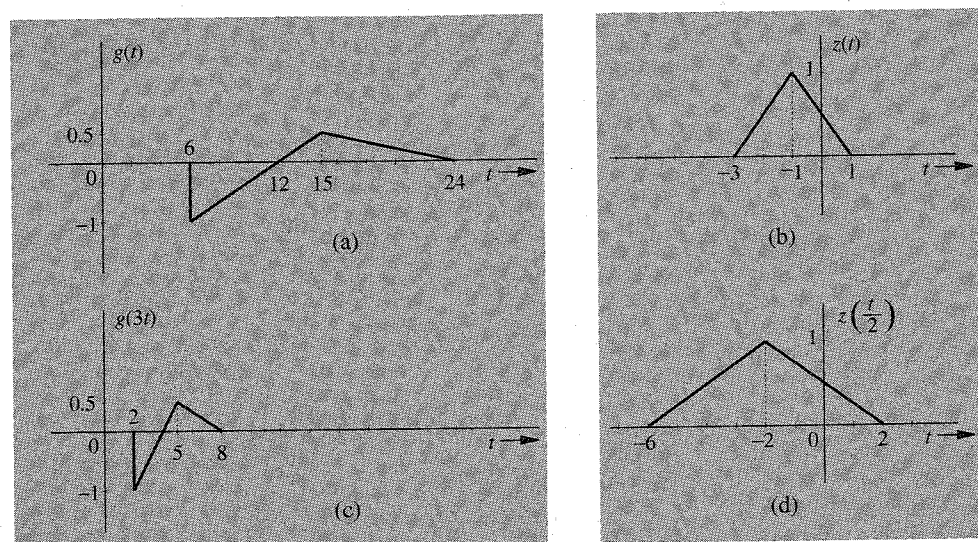 g(t)
0.5
6
0
12 15 24 t
−1
(a)
z(t)
1
−3 −1 1 t
(b)
g(3t)
0.5
2
0
5 8 t
−1
(c)
z(t/2)
1
−6 −2 0 2 t
(d)